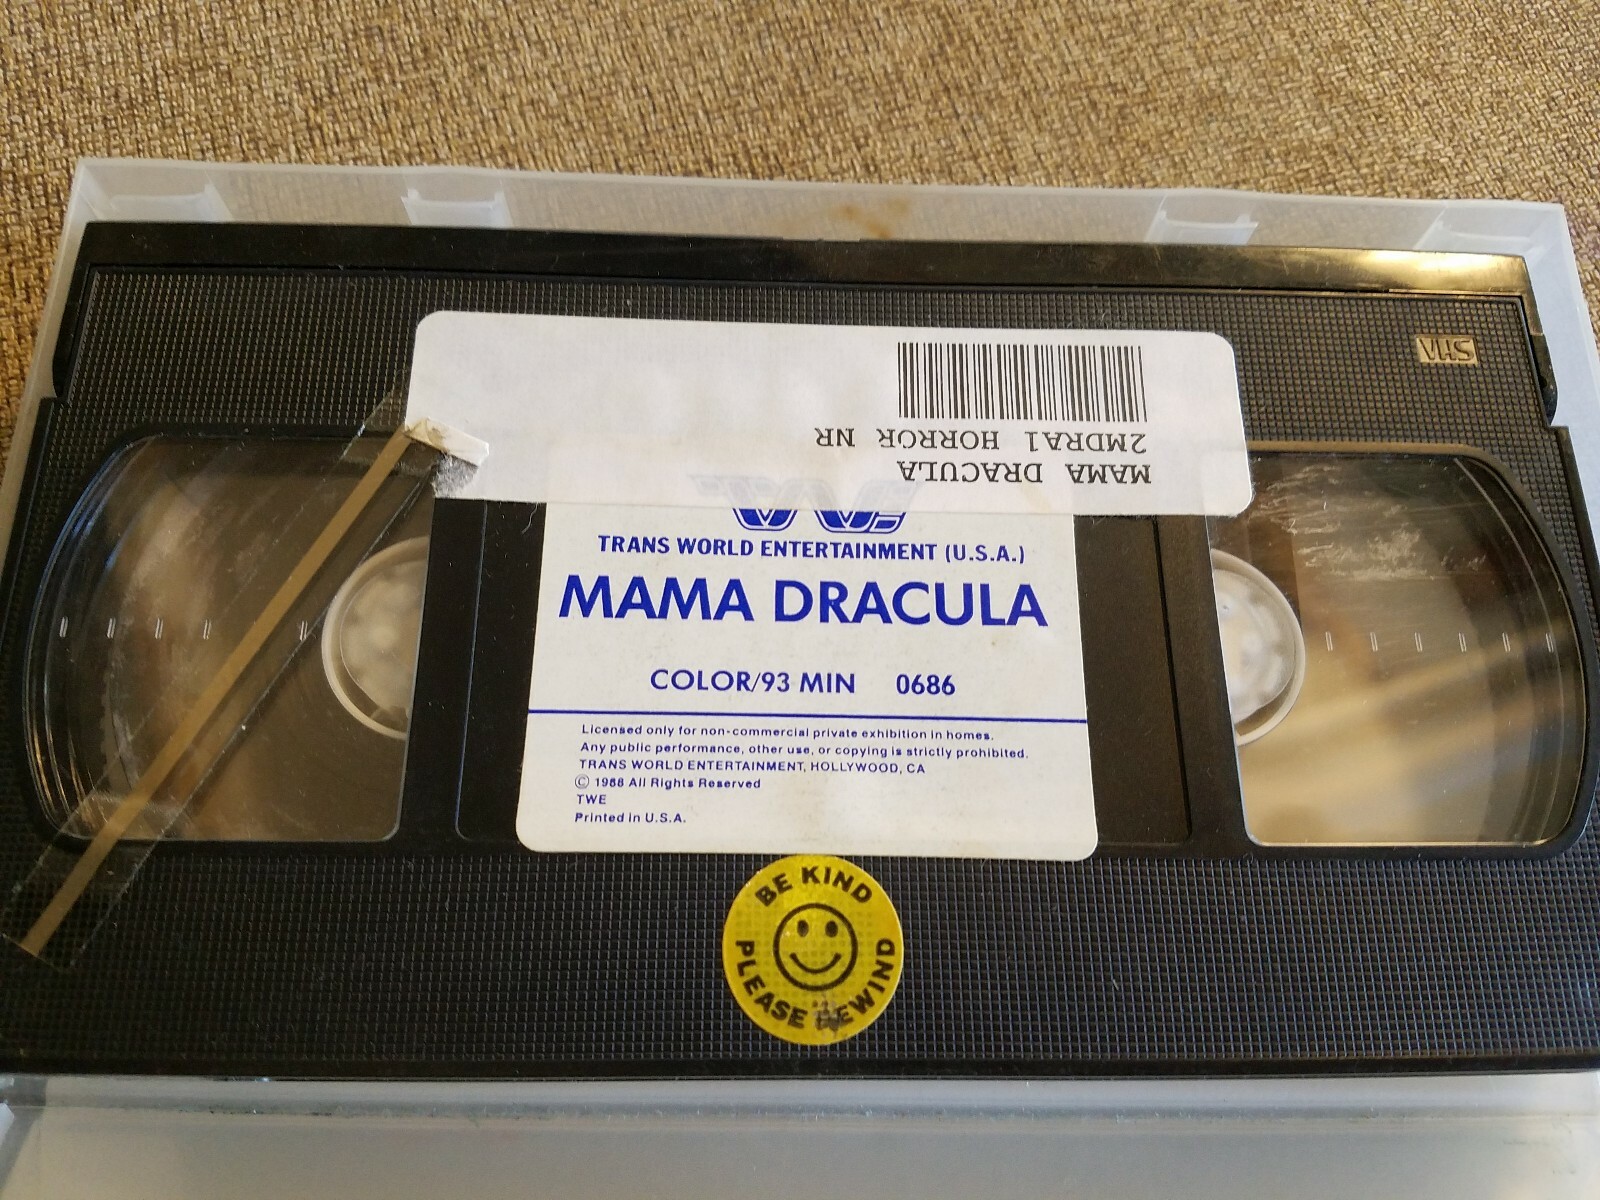 MAMA DRACULA
2MDRA1 HORROR NR
VHS
TRANS WORLD ENTERTAINMENT (U.S.A.)
MAMA DRACULA
COLOR/93 MIN 0686
Licensed only for non-commercial private exhibition in homes.
Any public performance, other use, or copying is strictly prohibited.
TRANS WORLD ENTERTAINMENT, HOLLYWOOD, CA
© 1988 All Rights Reserved
TWE
Printed in U.S.A.
BE KIND
PLEASE REWIND